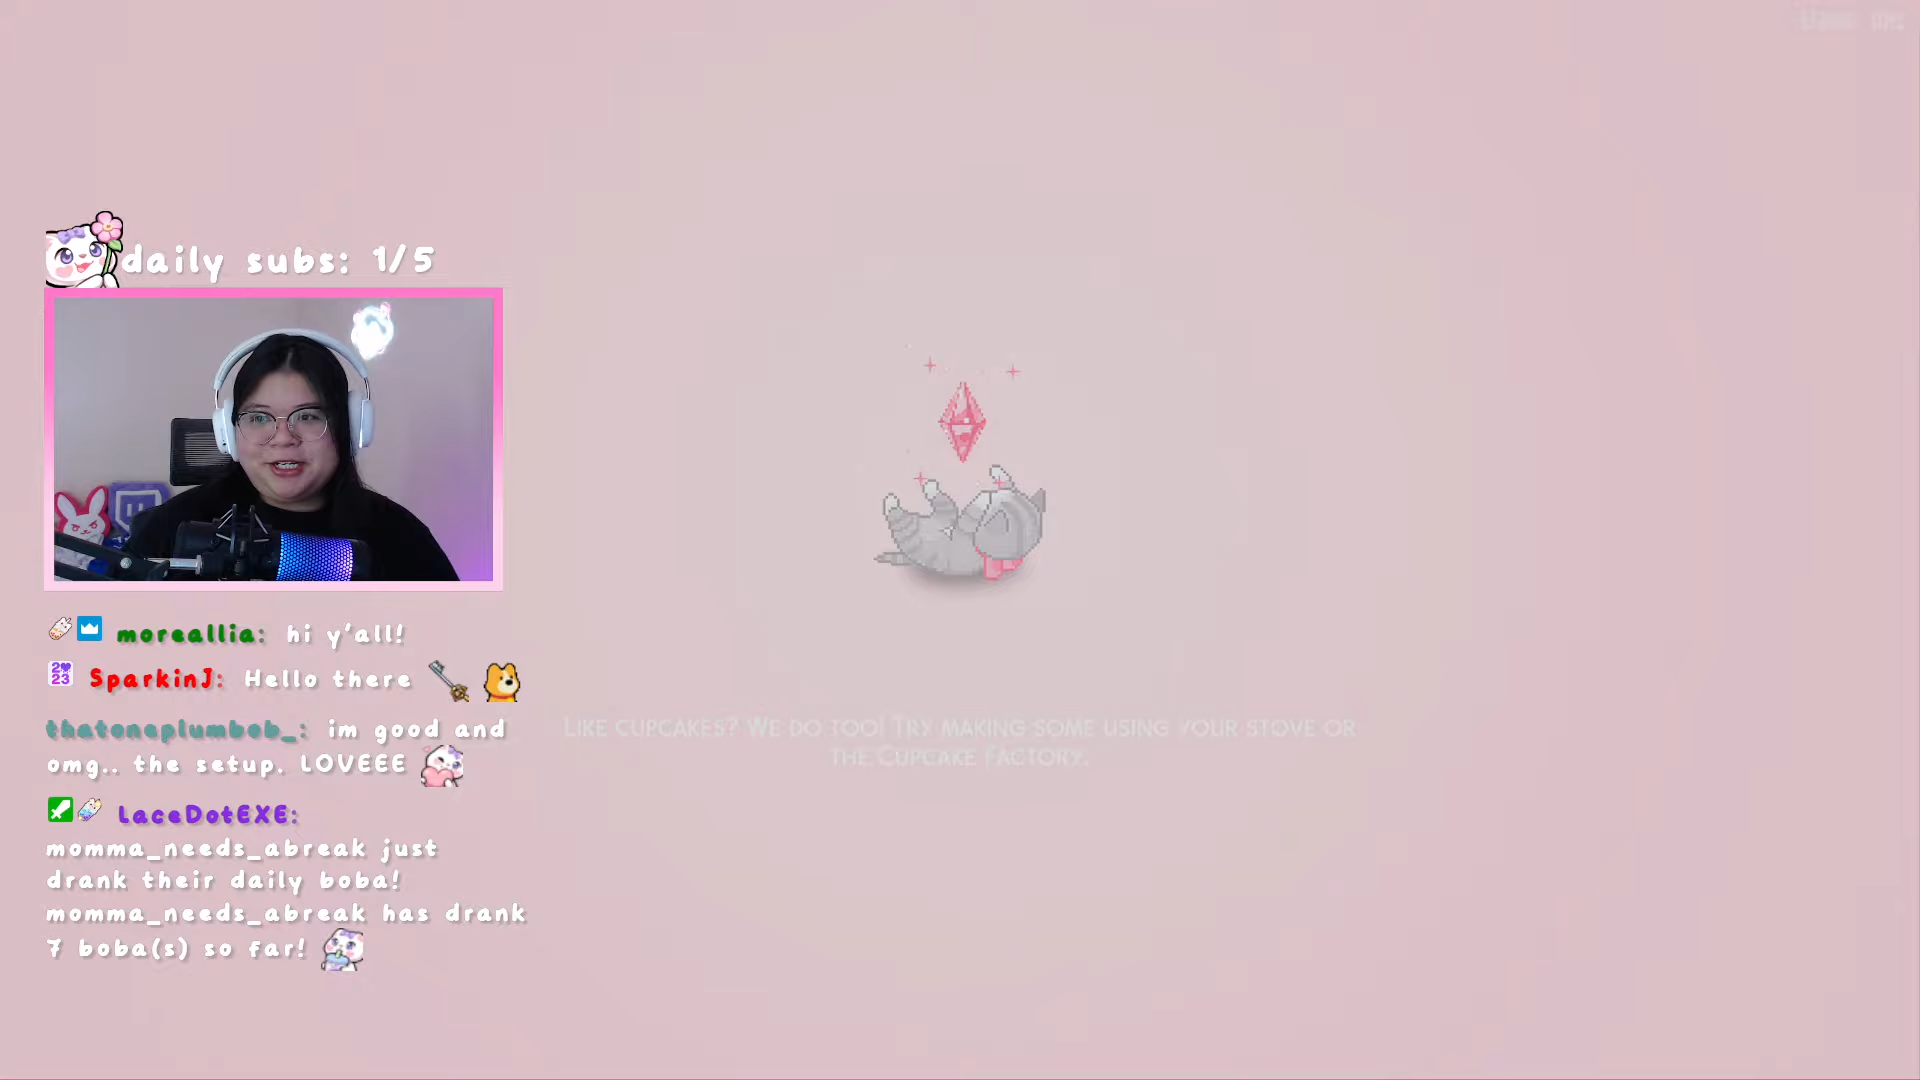 daily subs: 1/5
moreallia: hi y'all!
2 23 SparkinJ: Hello there
thatoneplumbob_: im good and
omg.. the setup. LOVEEE
LaceDotEXE:
momma_needs_abreak just
drank their daily boba!
momma_needs_abreak has drank
7 boba(s) so far!
Like cupcakes? We do too! Try making some using your stove or
the Cupcake Factory.